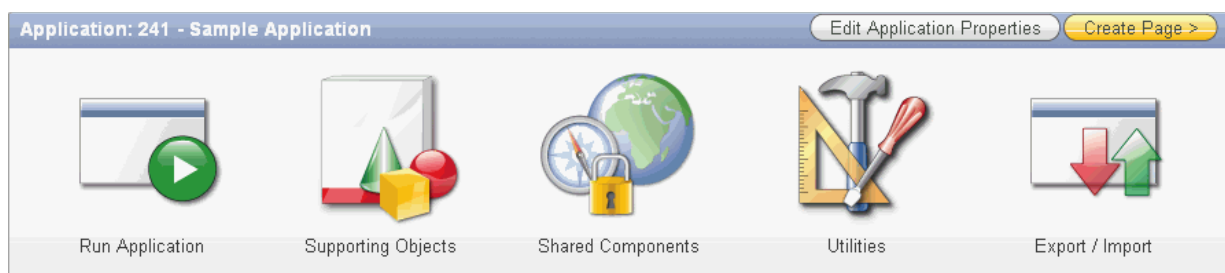 Application: 241 - Sample Application
Edit Application Properties
Create Page >
Run Application
Supporting Objects
Shared Components
Utilities
Export / Import